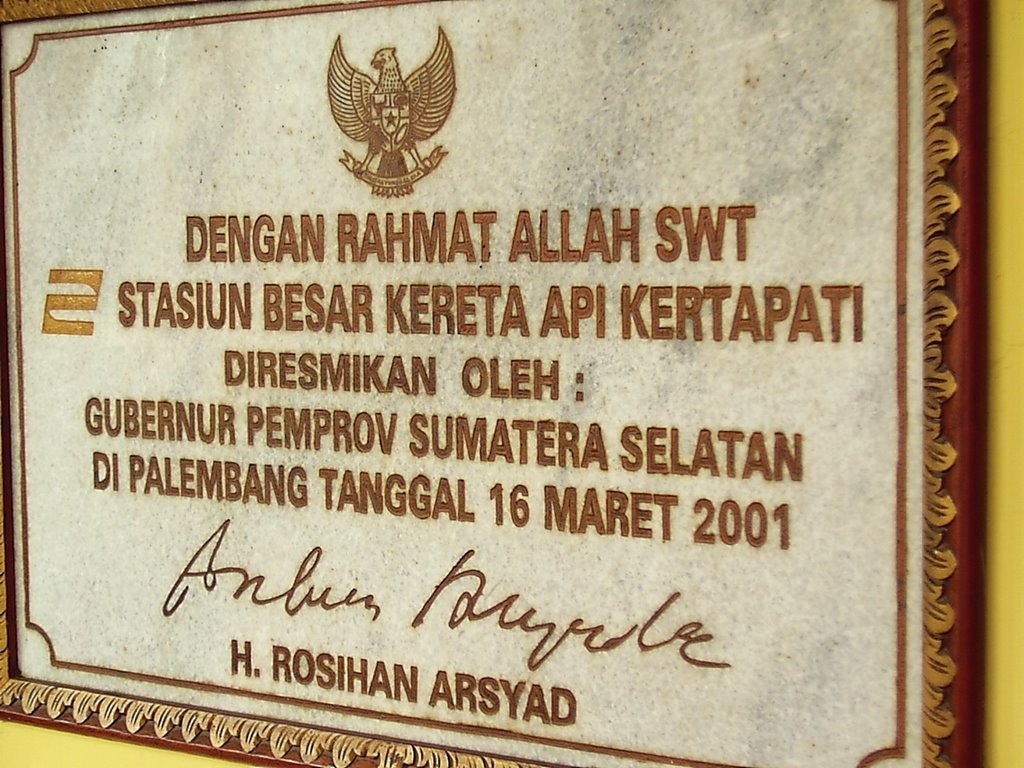 DENGAN RAHMAT ALLAH SWT
STASIUN BESAR KERETA API KERTAPATI
DIRESMIKAN OLEH :
GUBERNUR PEMPROV SUMATERA SELATAN
DI PALEMBANG TANGGAL 16 MARET 2001
H. ROSIHAN ARSYAD